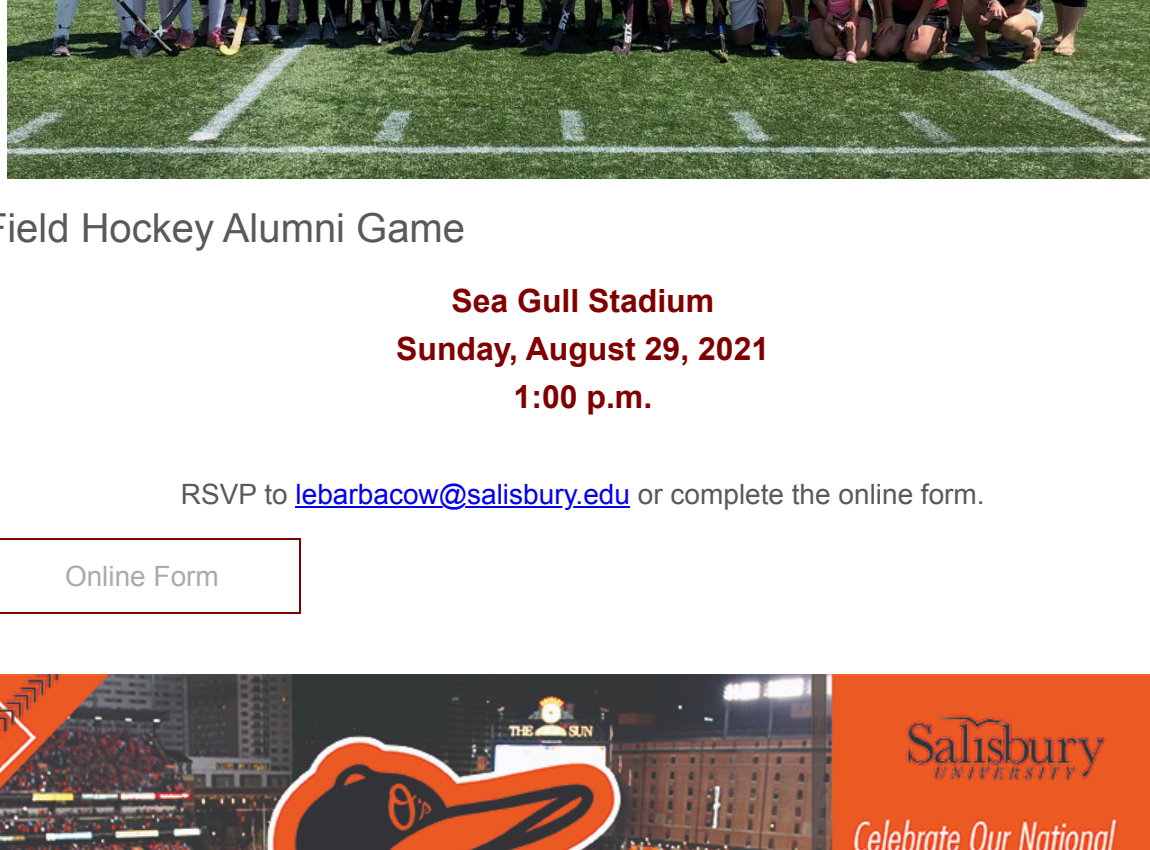 Field Hockey Alumni Game
Sea Gull Stadium
Sunday, August 29, 2021
1:00 p.m.
RSVP to lebarbacow@salisbury.edu or complete the online form.
Online Form
THE SUN
O's
Salisbury
UNIVERSITY
Celebrate Our National